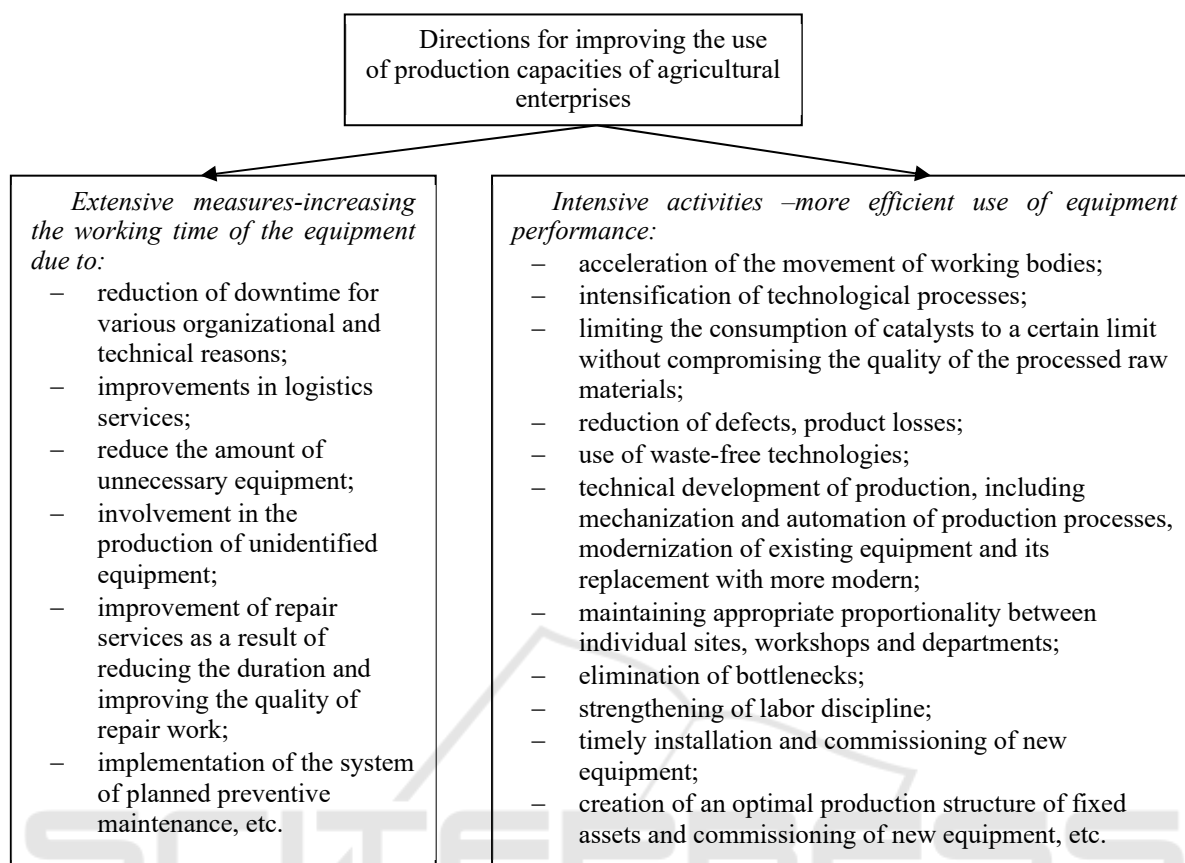 Directions for improving the use
of production capacities of agricultural
enterprises
Extensive measures-increasing
the working time of the equipment
due to:
– reduction of downtime for
various organizational and
technical reasons;
– improvements in logistics
services;
– reduce the amount of
unnecessary equipment;
– involvement in the
production of unidentified
equipment;
– improvement of repair
services as a result of
reducing the duration and
improving the quality of
repair work;
– implementation of the system
of planned preventive
maintenance, etc.
Intensive activities –more efficient use of equipment
performance:
– acceleration of the movement of working bodies;
– intensification of technological processes;
– limiting the consumption of catalysts to a certain limit
without compromising the quality of the processed raw
materials;
– reduction of defects, product losses;
– use of waste-free technologies;
– technical development of production, including
mechanization and automation of production processes,
modernization of existing equipment and its
replacement with more modern;
– maintaining appropriate proportionality between
individual sites, workshops and departments;
– elimination of bottlenecks;
– strengthening of labor discipline;
– timely installation and commissioning of new
equipment;
– creation of an optimal production structure of fixed
assets and commissioning of new equipment, etc.